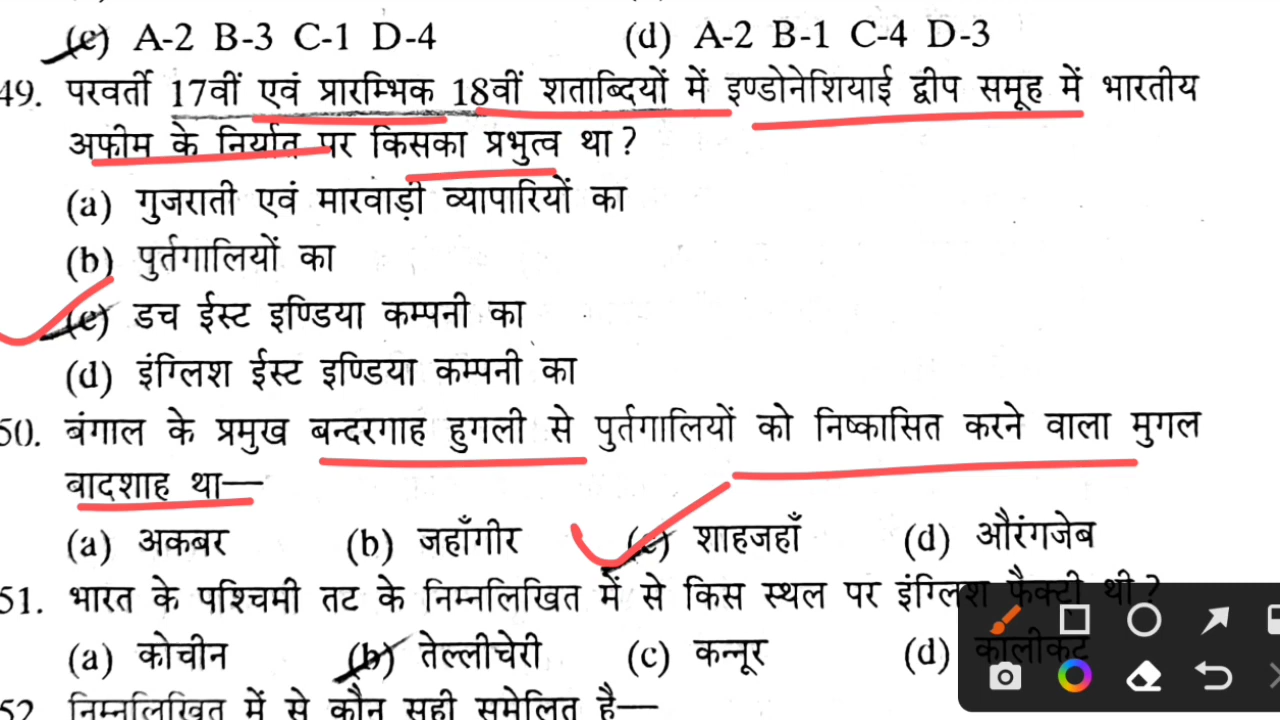 (c) A-2 B-3 C-1 D-4 (d) A-2 B-1 C-4 D-3
49. परवर्ती 17वीं एवं प्रारम्भिक 18वीं शताब्दियों में इण्डोनेशियाई द्वीप समूह में भारतीय
अफीम के निर्यात पर किसका प्रभुत्व था ?
(a) गुजराती एवं मारवाड़ी व्यापारियों का
(b) पुर्तगालियों का
(c) डच ईस्ट इण्डिया कम्पनी का
(d) इंग्लिश ईस्ट इण्डिया कम्पनी का
50. बंगाल के प्रमुख बन्दरगाह हुगली से पुर्तगालियों को निष्कासित करने वाला मुगल
बादशाह था—
(a) अकबर (b) जहाँगीर (c) शाहजहाँ (d) औरंगजेब
51. भारत के पश्चिमी तट के निम्नलिखित में से किस स्थल पर इंग्लिश फैक्ट्री थी ?
(a) कोचीन (b) तेल्लीचेरी (c) कन्नूर (d) कालीकट
52. निम्नलिखित में से कौन सही सुमेलित है—